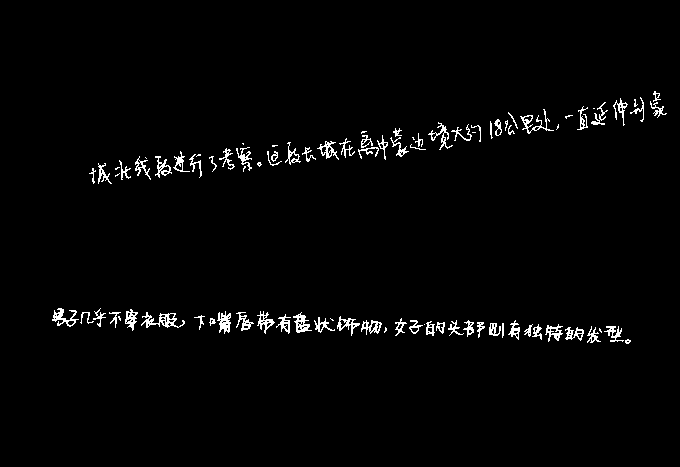 城北线段进行了考察。这段长城在离中蒙边境大约18公里处,一直延伸到蒙
男子几乎不穿衣服,下嘴唇带有盘状饰物,女子的头部则有独特的发型。